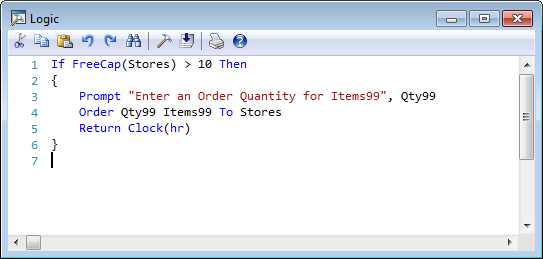 Logic
1 If FreeCap(Stores) > 10 Then
2 {
3 Prompt "Enter an Order Quantity for Items99", Qty99
4 Order Qty99 Items99 To Stores
5 Return Clock(hr)
6 }
7